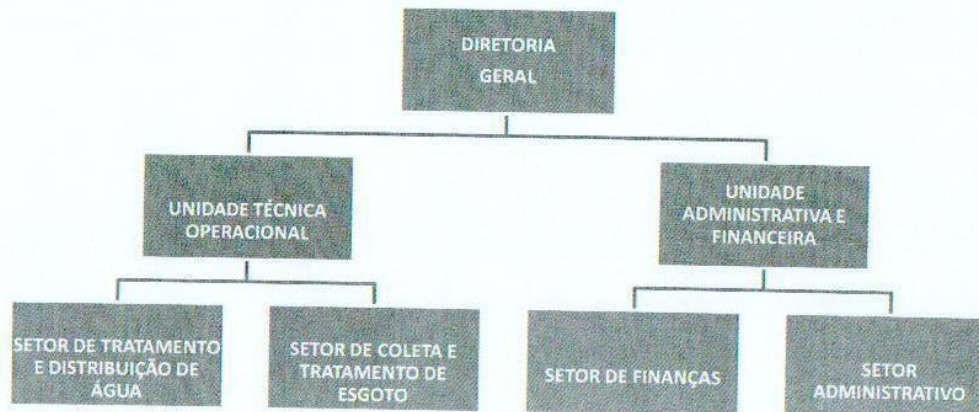 DIRETORIA
GERAL
UNIDADE TÉCNICA
OPERACIONAL
UNIDADE
ADMINISTRATIVA E
FINANCEIRA
SETOR DE TRATAMENTO
E DISTRIBUIÇÃO DE
ÁGUA
SETOR DE COLETA E
TRATAMENTO DE
ESGOTO
SETOR DE FINANÇAS
SETOR
ADMINISTRATIVO